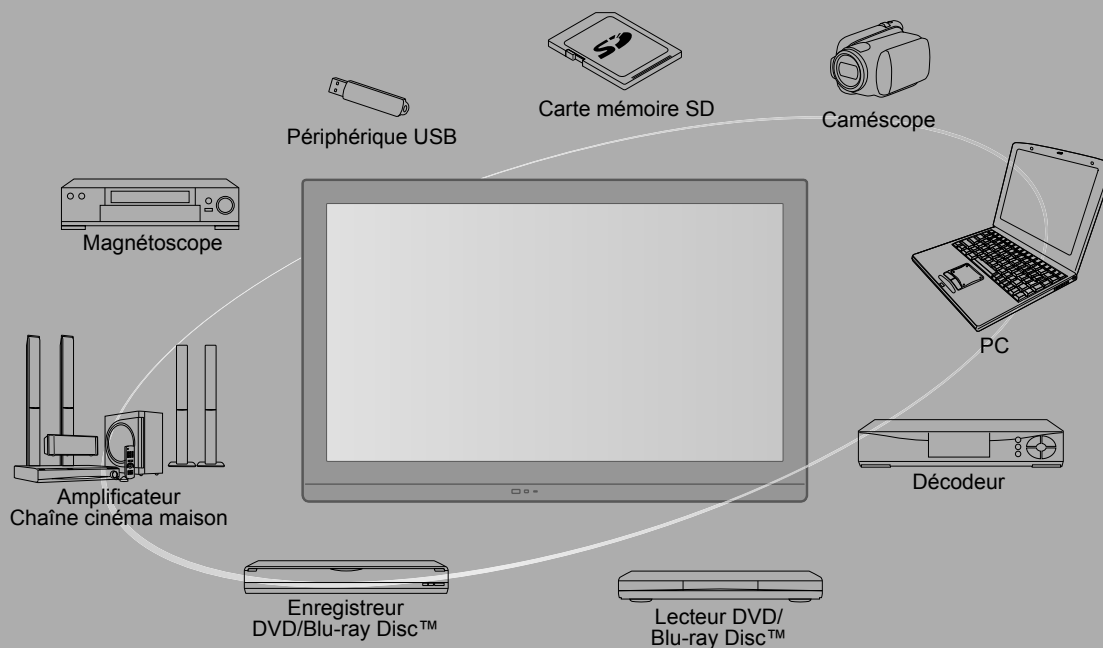 Carte mémoire SD
Caméscope
Périphérique USB
Magnétoscope
PC
Décodeur
Amplificateur
Chaîne cinéma maison
Enregistreur
DVD/Blu-ray Disc™
Lecteur DVD/
Blu-ray Disc™